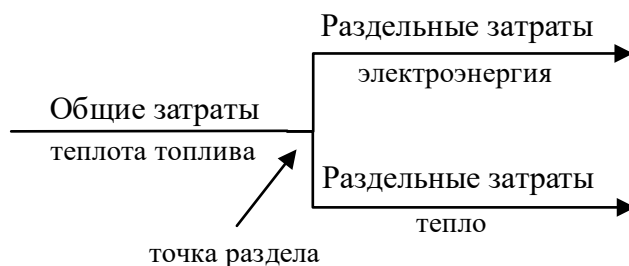 Раздельные затраты
электроэнергия
Общие затраты
теплота топлива
Раздельные затраты
тепло
точка раздела